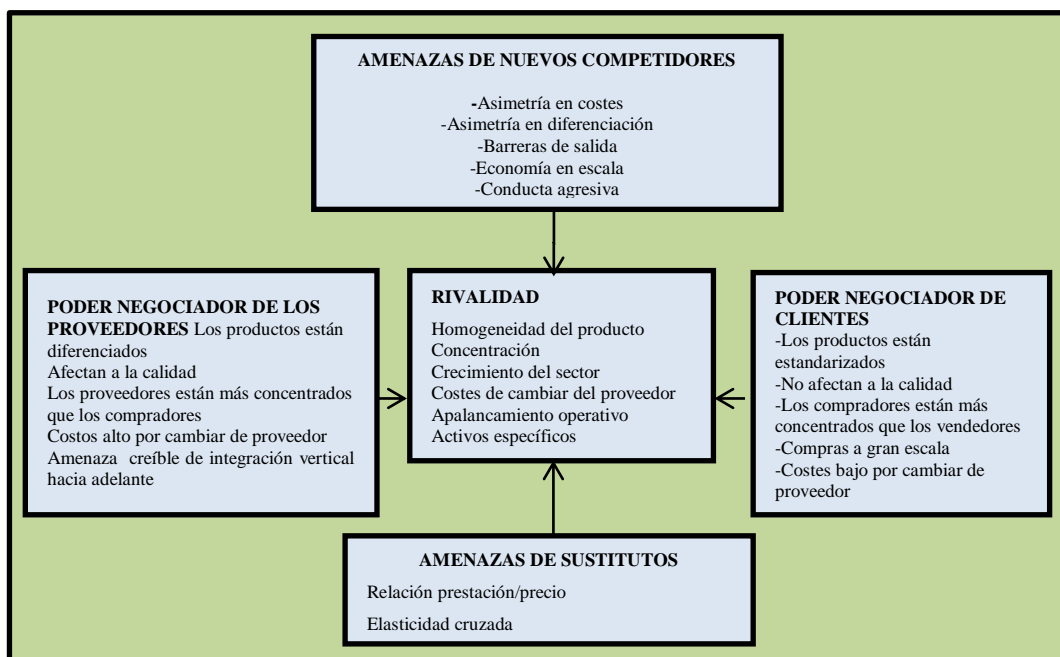 AMENAZAS DE NUEVOS COMPETIDORES
-Asimetría en costes
-Asimetría en diferenciación
-Barreras de salida
-Economía en escala
-Conducta agresiva
PODER NEGOCIADOR DE LOS
PROVEEDORES Los productos están
diferenciados
Afectan a la calidad
Los proveedores están más concentrados
que los compradores
Costos alto por cambiar de proveedor
Amenaza creíble de integración vertical
hacia adelante
RIVALIDAD
Homogeneidad del producto
Concentración
Crecimiento del sector
Costes de cambiar del proveedor
Apalancamiento operativo
Activos específicos
PODER NEGOCIADOR DE
CLIENTES
-Los productos están
estandarizados
-No afectan a la calidad
-Los compradores están más
concentrados que los vendedores
-Compras a gran escala
-Costes bajo por cambiar de
proveedor
AMENAZAS DE SUSTITUTOS
Relación prestación/precio
Elasticidad cruzada